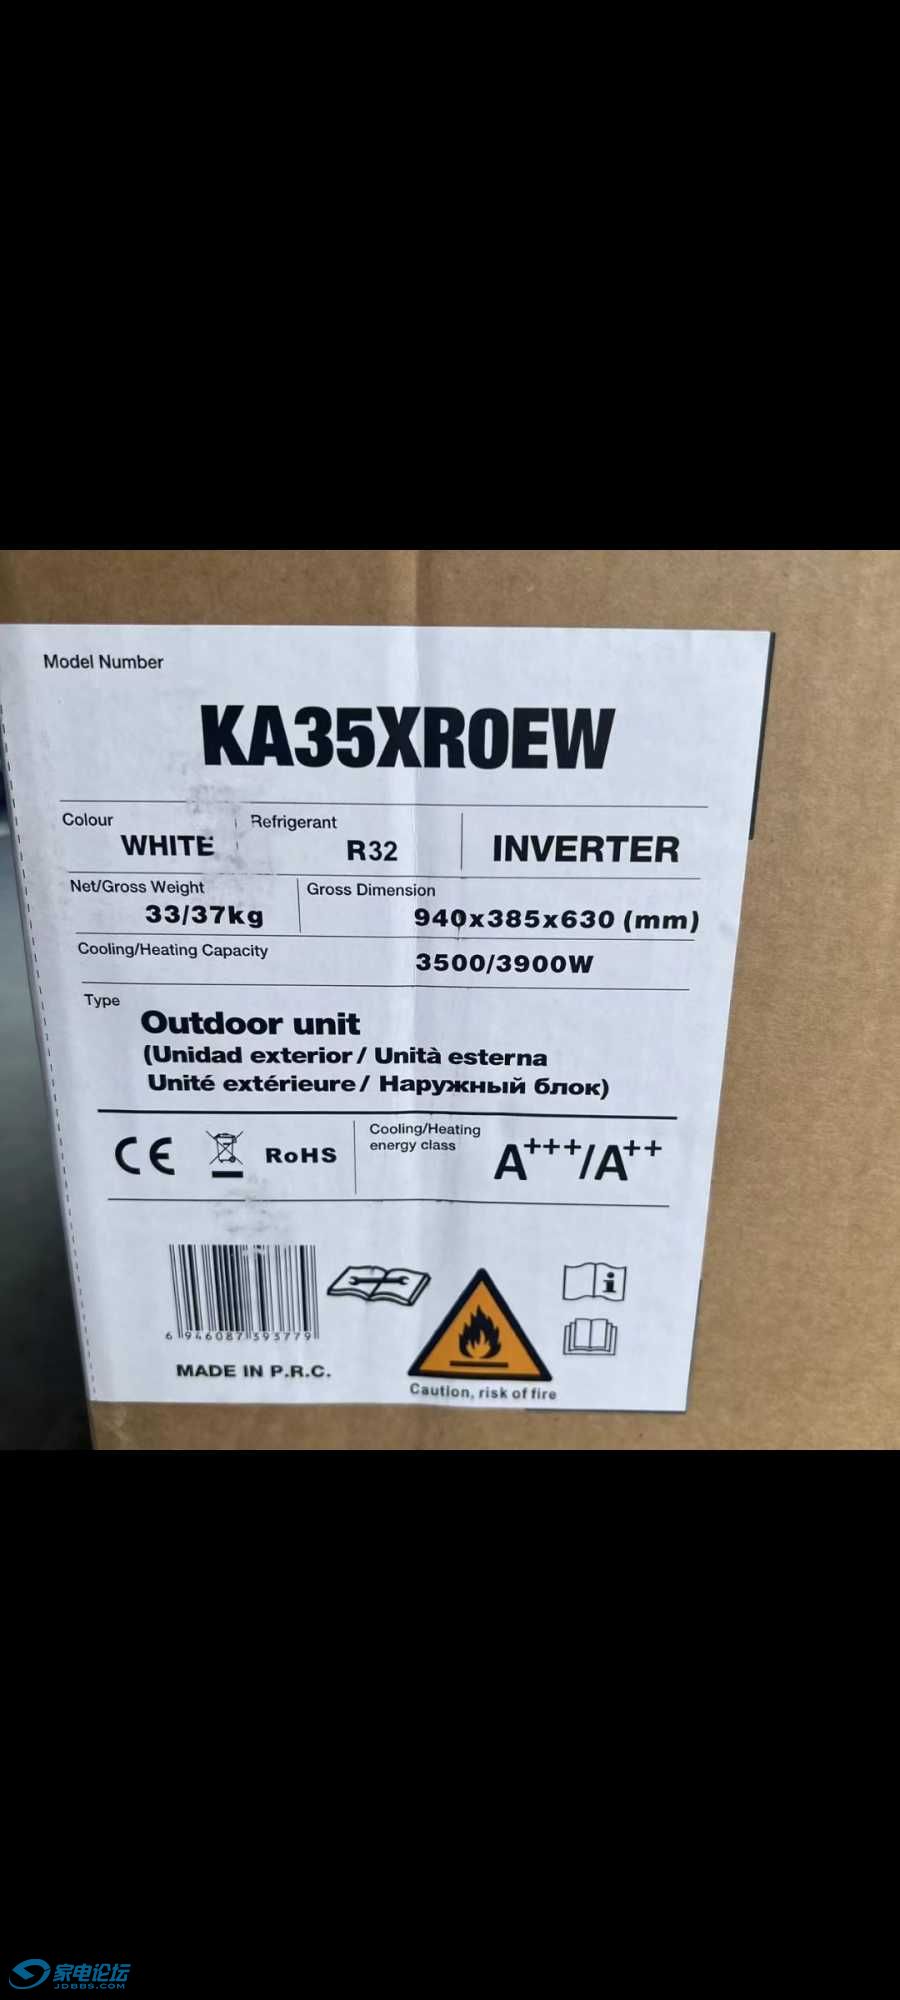 Model Number
KA35XR0EW
Colour
WHITE
Refrigerant
R32
INVERTER
Net/Gross Weight
33/37kg
Gross Dimension
940x385x630 (mm)
Cooling/Heating Capacity
3500/3900W
Type
Outdoor unit
(Unidad exterior / Unità esterna
Unité extérieure / Наружный блок)
CE
RoHS
Cooling/Heating
energy class
A+++/A++
6 946087 393779
MADE IN P.R.C.
Caution, risk of fire
家电论坛
JDBBS.COM